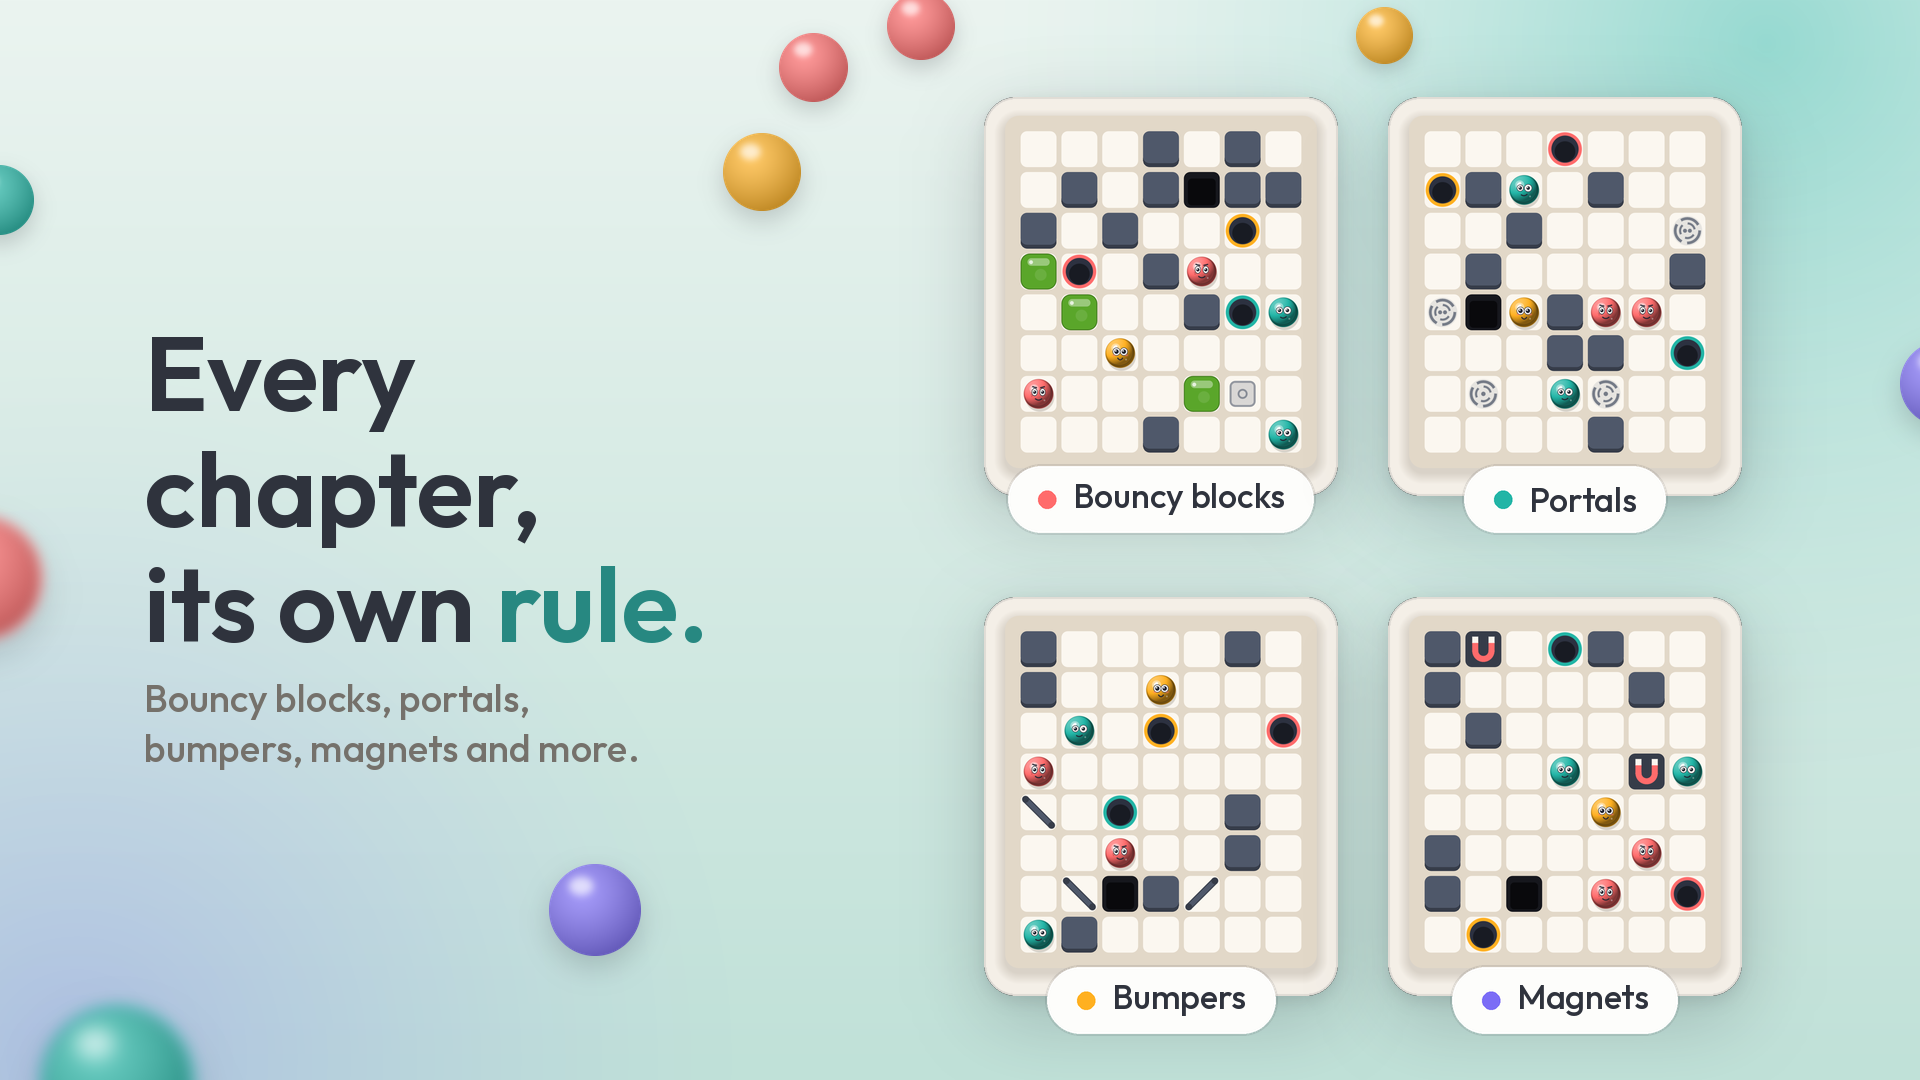 Every
chapter,
its own rule.
Bouncy blocks, portals,
bumpers, magnets and more.
Bouncy blocks
Portals
Bumpers
Magnets